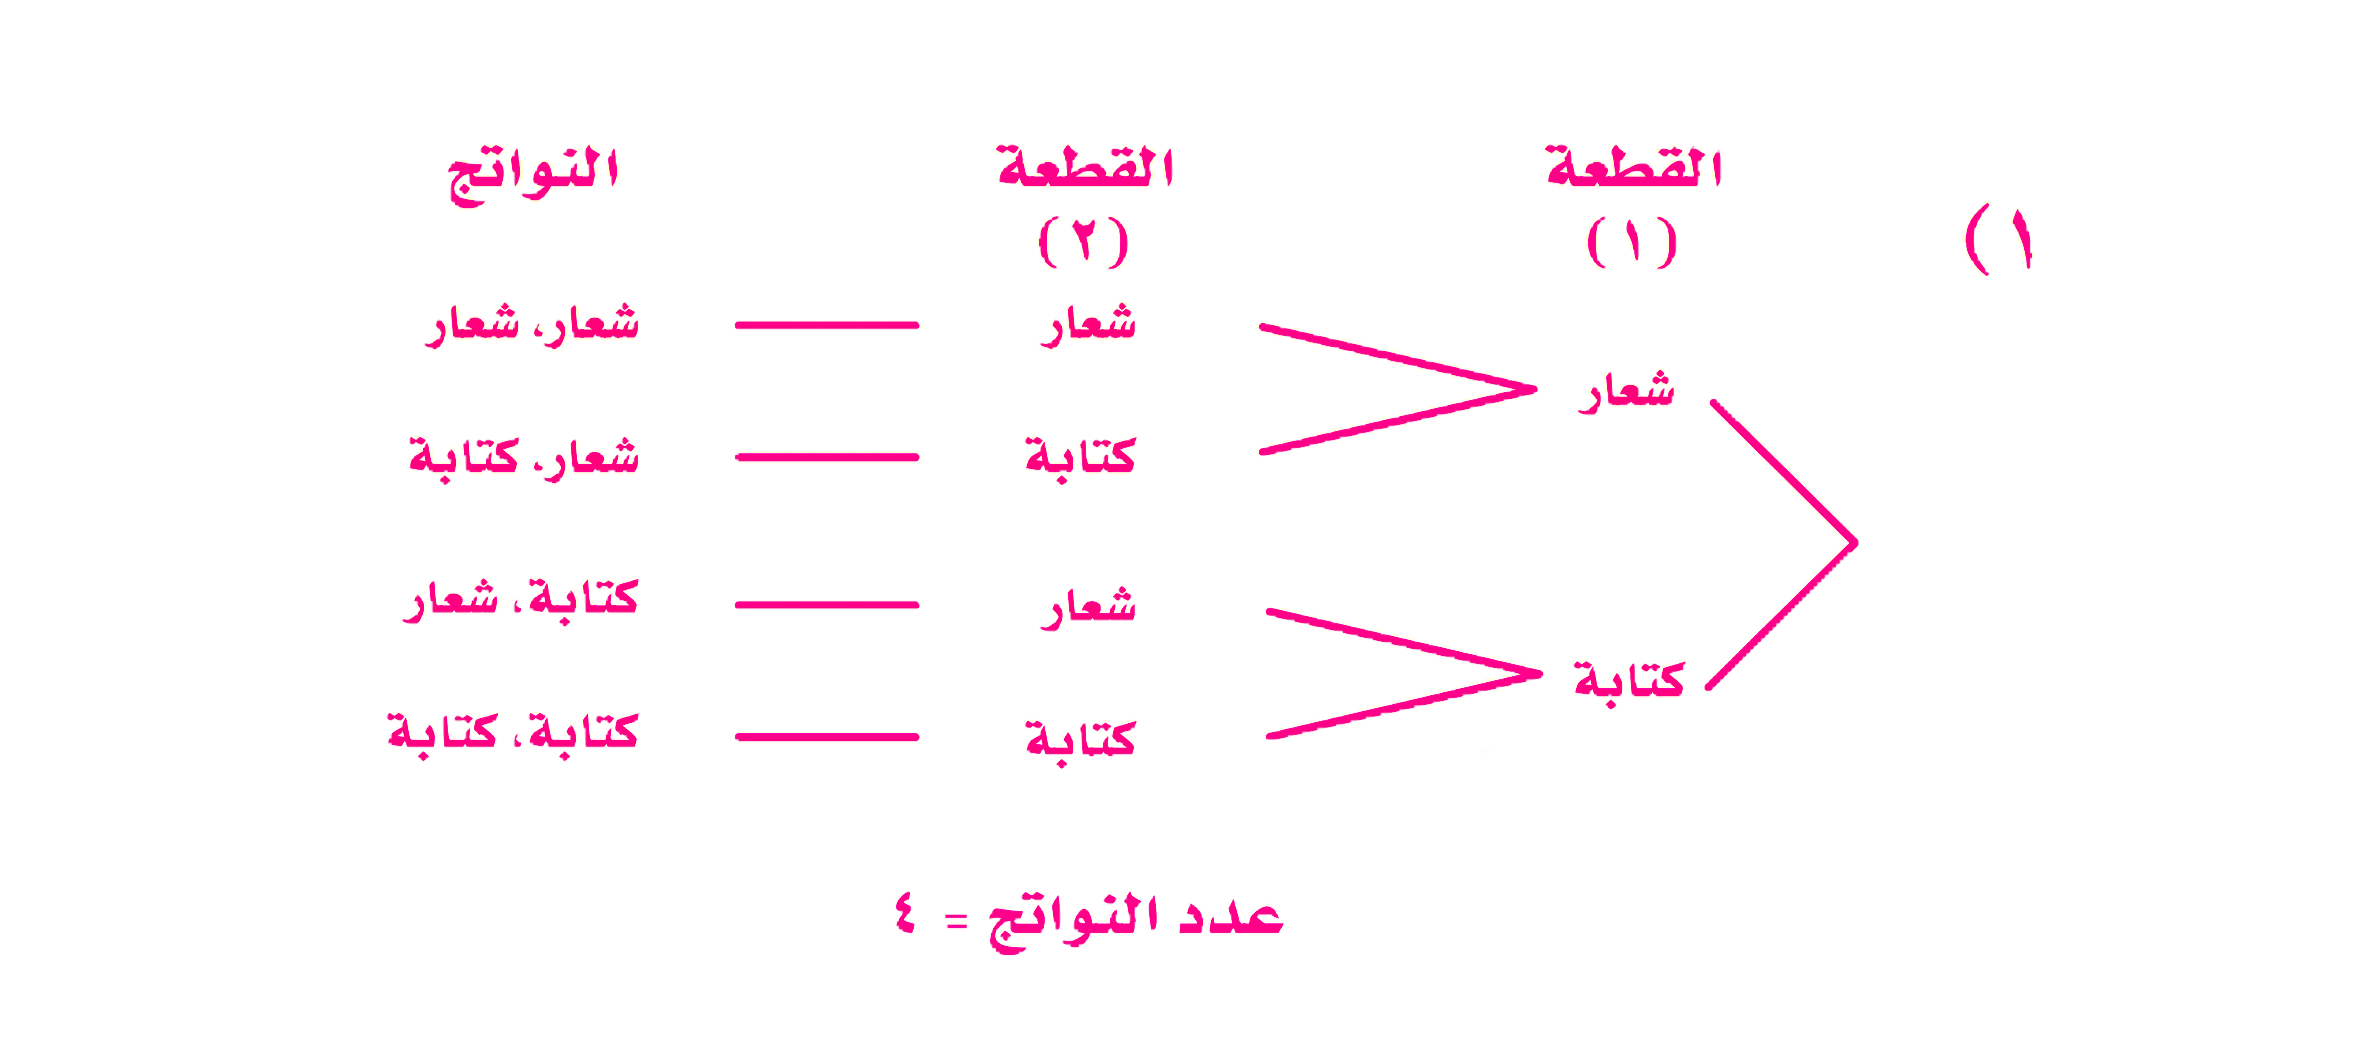 ١)
القطعة القطعة النواتج
(١) (٢)
شعار شعار، شعار
شعار
كتابة شعار، كتابة
شعار كتابة، شعار
كتابة
كتابة كتابة، كتابة
عدد النواتج = ٤